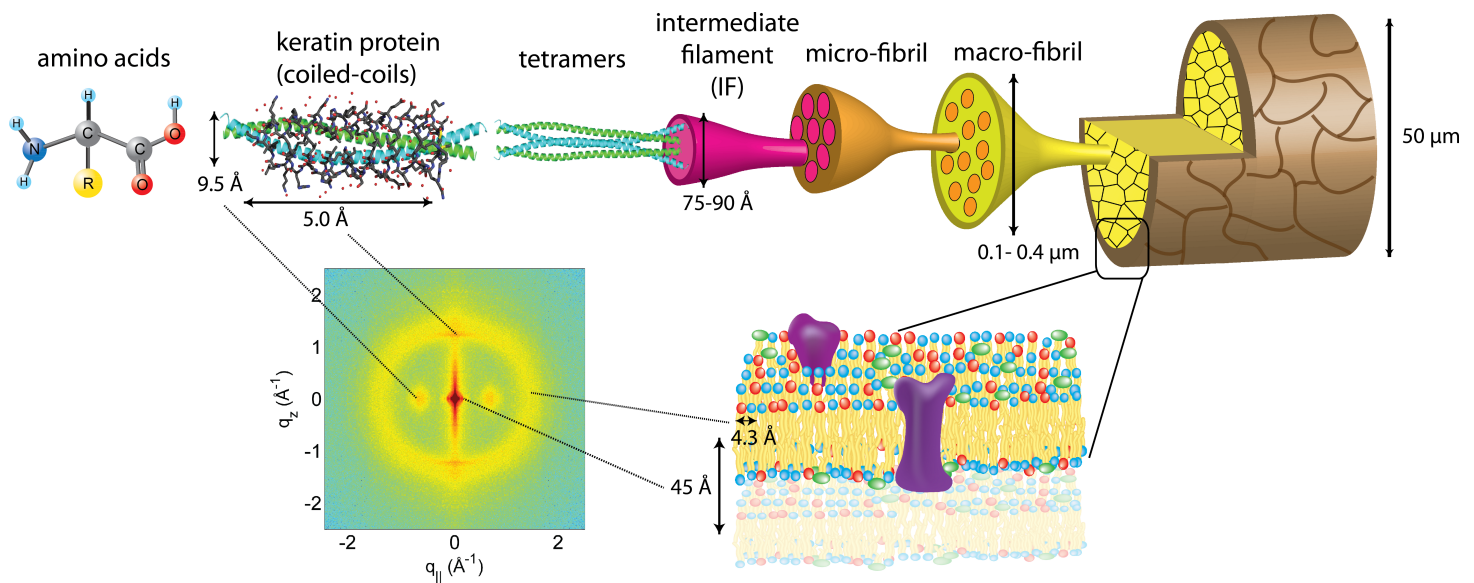 amino acids
keratin protein
(coiled-coils)
tetramers
intermediate
filament
(IF)
micro-fibril
macro-fibril
H
H
N
H
C
R
C
O
H
O
9.5 Å
5.0 Å
75-90 Å
0.1- 0.4 µm
50 µm
2
1
0
-1
-2
qz (Å-1)
-2
0
2
q|| (Å-1)
4.3 Å
45 Å